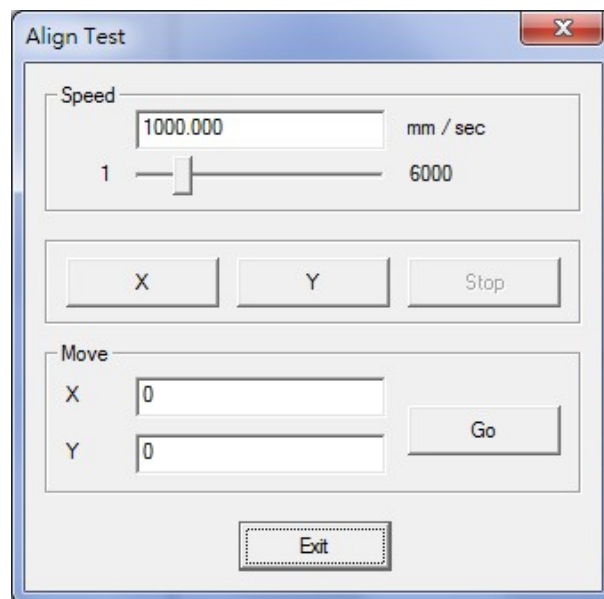 Align Test
Speed
1000.000 mm / sec
1 6000
X Y Stop
Move
X 0
Go
Y 0
Exit